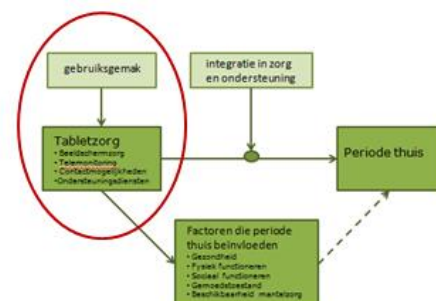 gebruiksgemak
integratie in zorg
en ondersteuning
Tabletzorg
• Beeldschermzorg
• Telemonitoring
• Contactmogelijkheden
•Ondersteuningsdiensten
Periode thuis
Factoren die periode
thuis beïnvloeden
• Gezondheid
• Fysiek functioneren
• Sociaal functioneren
• Gemoedstoestand
• Beschikbaarheid mantelzorg